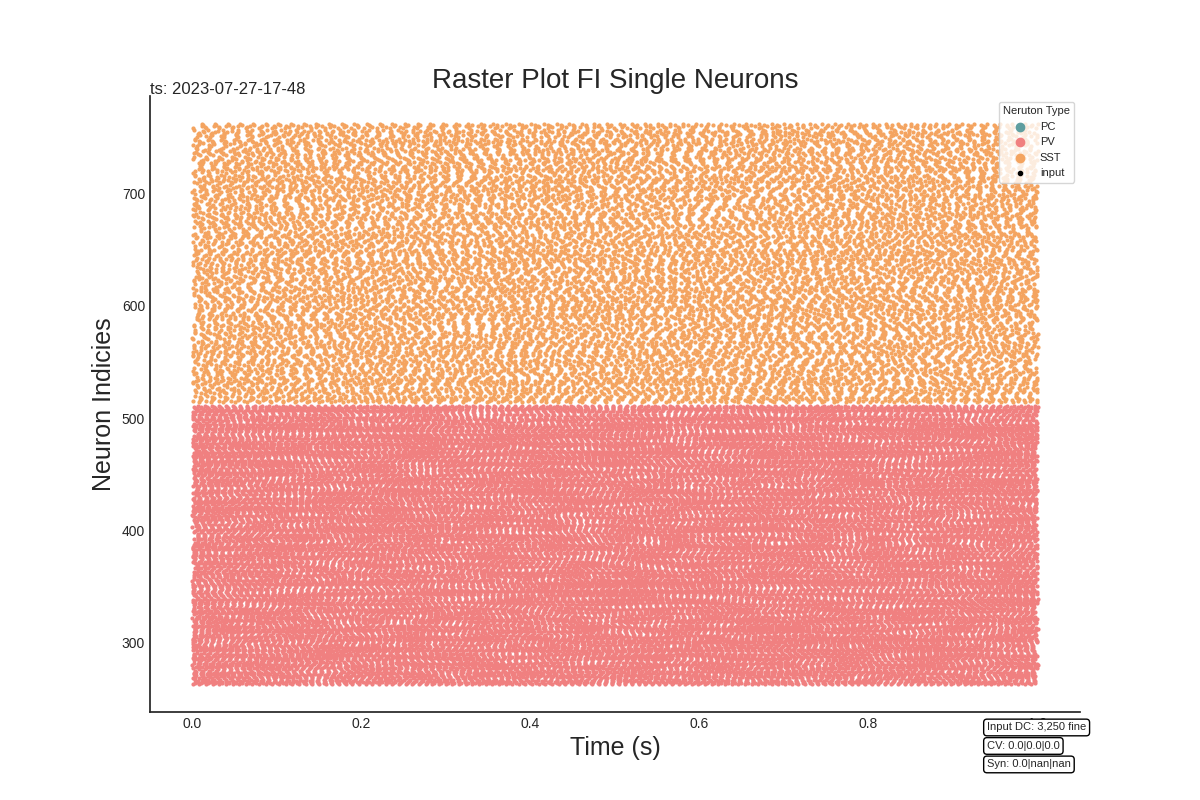 Raster Plot FI Single Neurons
ts: 2023-07-27-17-48
Neruton Type
PC
PV
SST
input
700
600
500
400
300
Neuron Indicies
0.0 0.2 0.4 0.6 0.8
Time (s)
Input DC: 3,250 fine
CV: 0.0|0.0|0.0
Syn: 0.0|nan|nan